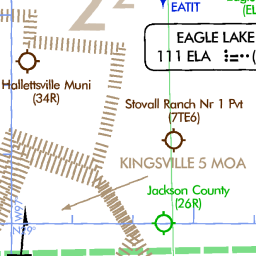 EATIT
EAGLE LAKE
111 ELA
Hallettsville Muni
(34R)
Stovall Ranch Nr 1 Pvt
(7TE6)
KINGSVILLE 5 MOA
Jackson County
(26R)